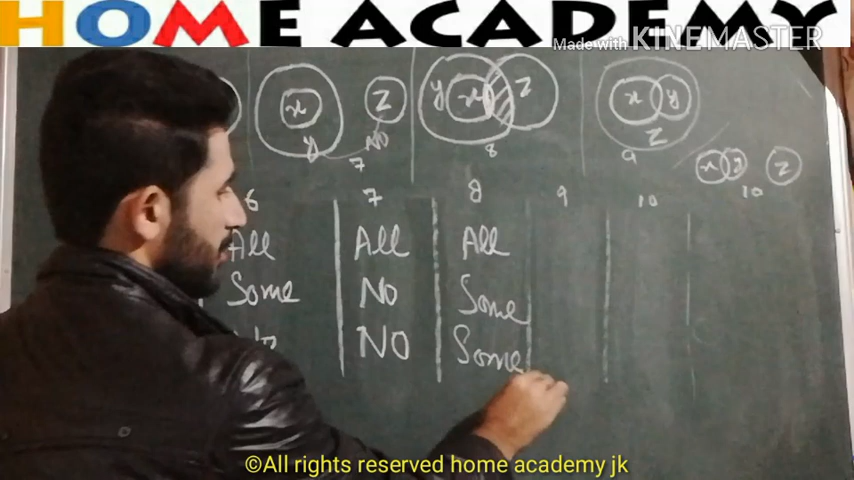 HOME ACADEMY
Made with KINEMASTER
x Z y x Z x y
y NO Z
7 8 9 x y Z
10
6 7 8 9 10
All All All
Some NO Some
NO Some
©All rights reserved home academy jk